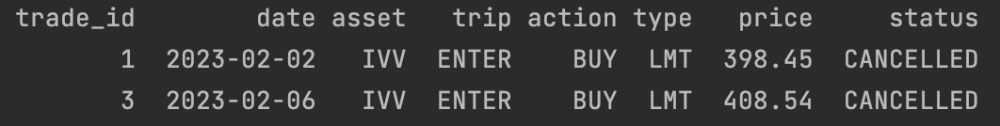 trade_id date asset trip action type price status
1 2023-02-02 IVV ENTER BUY LMT 398.45 CANCELLED
3 2023-02-06 IVV ENTER BUY LMT 408.54 CANCELLED